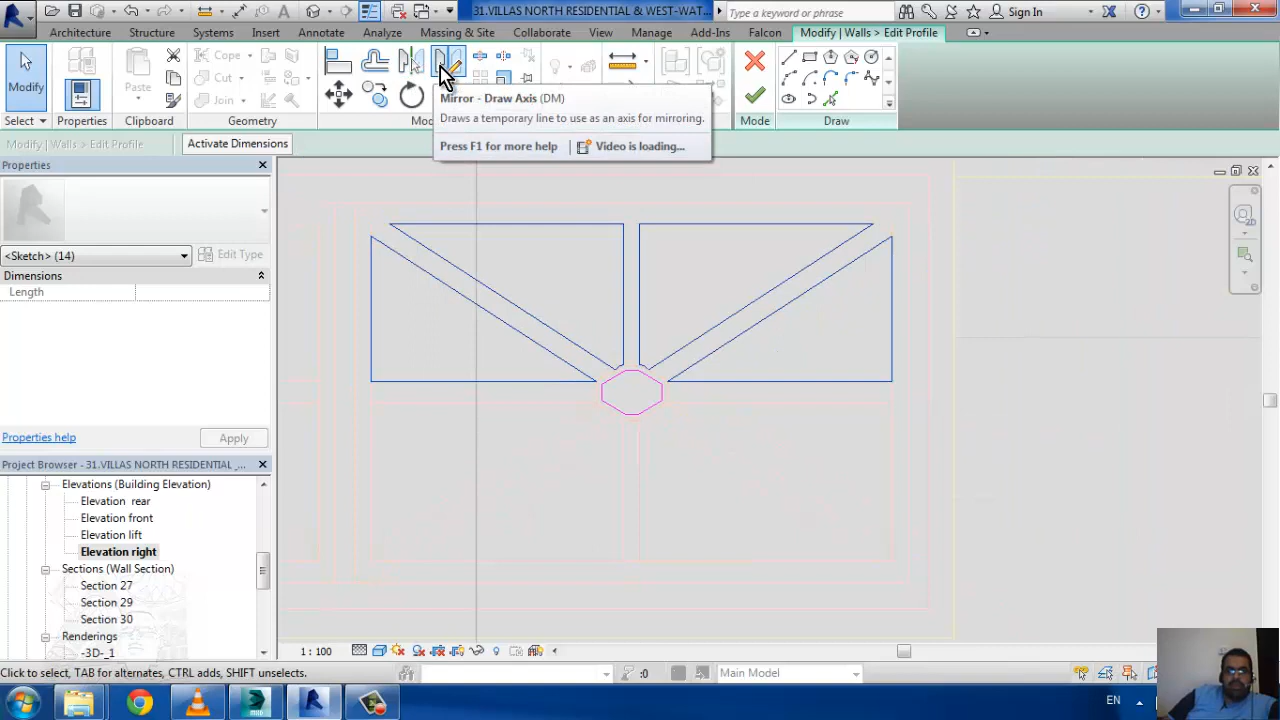 31.VILLAS NORTH RESIDENTIAL & WEST-WAT...
Type a keyword or phrase
Sign In
Architecture
Structure
Systems
Insert
Annotate
Analyze
Massing & Site
Collaborate
View
Manage
Add-Ins
Falcon
Modify | Walls > Edit Profile
Modify
Paste
Cope
Cut
Join
Select
Properties
Clipboard
Geometry
Mode
Draw
Mirror - Draw Axis (DM)
Draws a temporary line to use as an axis for mirroring.
Press F1 for more help
Video is loading...
Modify | Walls > Edit Profile
Activate Dimensions
Properties
<Sketch> (14)
Edit Type
Dimensions
Length
Properties help
Apply
Project Browser - 31.VILLAS NORTH RESIDENTIAL _...
Elevations (Building Elevation)
Elevation rear
Elevation front
Elevation lift
Elevation right
Sections (Wall Section)
Section 27
Section 29
Section 30
Renderings
-3D-_1
2D
1 : 100
Click to select, TAB for alternates, CTRL adds, SHIFT unselects.
:0
Main Model
EN